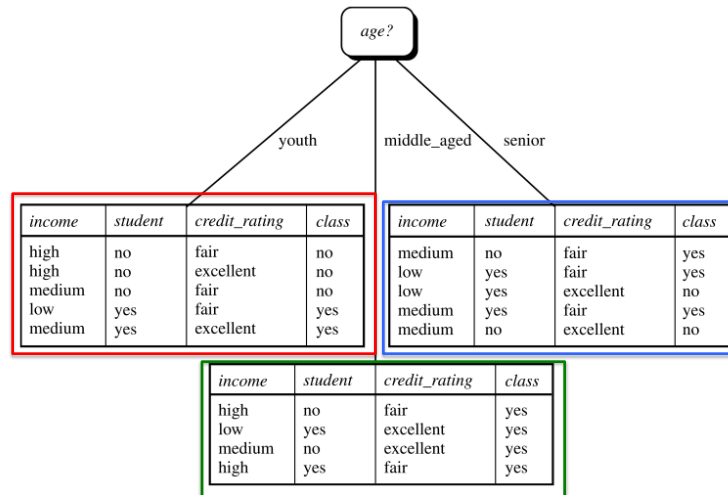 age?
youth
middle_aged
senior
income student credit_rating class
high no fair no
high no excellent no
medium no fair no
low yes fair yes
medium yes excellent yes
income student credit_rating class
medium no fair yes
low yes fair yes
low yes excellent no
medium yes fair yes
medium no excellent no
income student credit_rating class
high no fair yes
low yes excellent yes
medium no excellent yes
high yes fair yes